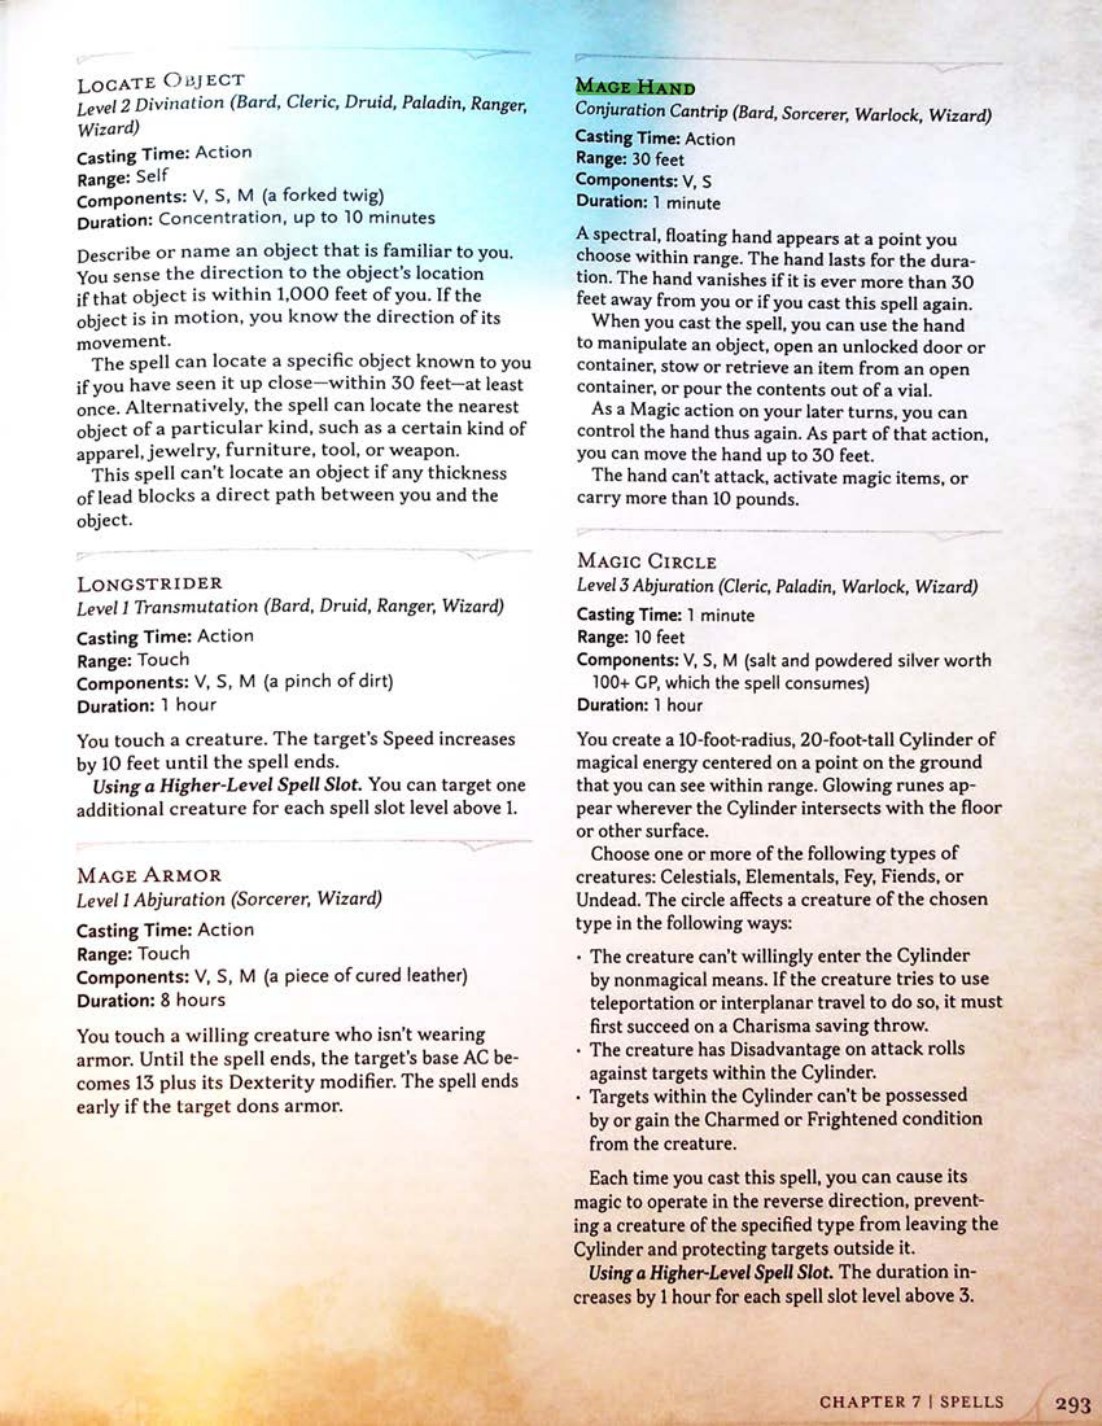 LOCATE OBJECT
Level 2 Divination (Bard, Cleric, Druid, Paladin, Ranger,
Wizard)
Casting Time: Action
Range: Self
Components: V, S, M (a forked twig)
Duration: Concentration, up to 10 minutes
Describe or name an object that is familiar to you.
You sense the direction to the object's location
if that object is within 1,000 feet of you. If the
object is in motion, you know the direction of its
movement.
The spell can locate a specific object known to you
if you have seen it up close—within 30 feet—at least
once. Alternatively, the spell can locate the nearest
object of a particular kind, such as a certain kind of
apparel, jewelry, furniture, tool, or weapon.
This spell can't locate an object if any thickness
of lead blocks a direct path between you and the
object.
LONGSTRIDER
Level 1 Transmutation (Bard, Druid, Ranger, Wizard)
Casting Time: Action
Range: Touch
Components: V, S, M (a pinch of dirt)
Duration: 1 hour
You touch a creature. The target's Speed increases
by 10 feet until the spell ends.
Using a Higher-Level Spell Slot. You can target one
additional creature for each spell slot level above 1.
MAGE ARMOR
Level 1 Abjuration (Sorcerer, Wizard)
Casting Time: Action
Range: Touch
Components: V, S, M (a piece of cured leather)
Duration: 8 hours
You touch a willing creature who isn't wearing
armor. Until the spell ends, the target's base AC be-
comes 13 plus its Dexterity modifier. The spell ends
early if the target dons armor.
MAGE HAND
Conjuration Cantrip (Bard, Sorcerer, Warlock, Wizard)
Casting Time: Action
Range: 30 feet
Components: V, S
Duration: 1 minute
A spectral, floating hand appears at a point you
choose within range. The hand lasts for the dura-
tion. The hand vanishes if it is ever more than 30
feet away from you or if you cast this spell again.
When you cast the spell, you can use the hand
to manipulate an object, open an unlocked door or
container, stow or retrieve an item from an open
container, or pour the contents out of a vial.
As a Magic action on your later turns, you can
control the hand thus again. As part of that action,
you can move the hand up to 30 feet.
The hand can't attack, activate magic items, or
carry more than 10 pounds.
MAGIC CIRCLE
Level 3 Abjuration (Cleric, Paladin, Warlock, Wizard)
Casting Time: 1 minute
Range: 10 feet
Components: V, S, M (salt and powdered silver worth
100+ GP, which the spell consumes)
Duration: 1 hour
You create a 10-foot-radius, 20-foot-tall Cylinder of
magical energy centered on a point on the ground
that you can see within range. Glowing runes ap-
pear wherever the Cylinder intersects with the floor
or other surface.
Choose one or more of the following types of
creatures: Celestials, Elementals, Fey, Fiends, or
Undead. The circle affects a creature of the chosen
type in the following ways:
• The creature can't willingly enter the Cylinder
by nonmagical means. If the creature tries to use
teleportation or interplanar travel to do so, it must
first succeed on a Charisma saving throw.
• The creature has Disadvantage on attack rolls
against targets within the Cylinder.
• Targets within the Cylinder can't be possessed
by or gain the Charmed or Frightened condition
from the creature.
Each time you cast this spell, you can cause its
magic to operate in the reverse direction, prevent-
ing a creature of the specified type from leaving the
Cylinder and protecting targets outside it.
Using a Higher-Level Spell Slot. The duration in-
creases by 1 hour for each spell slot level above 3.
CHAPTER 7 | SPELLS 293